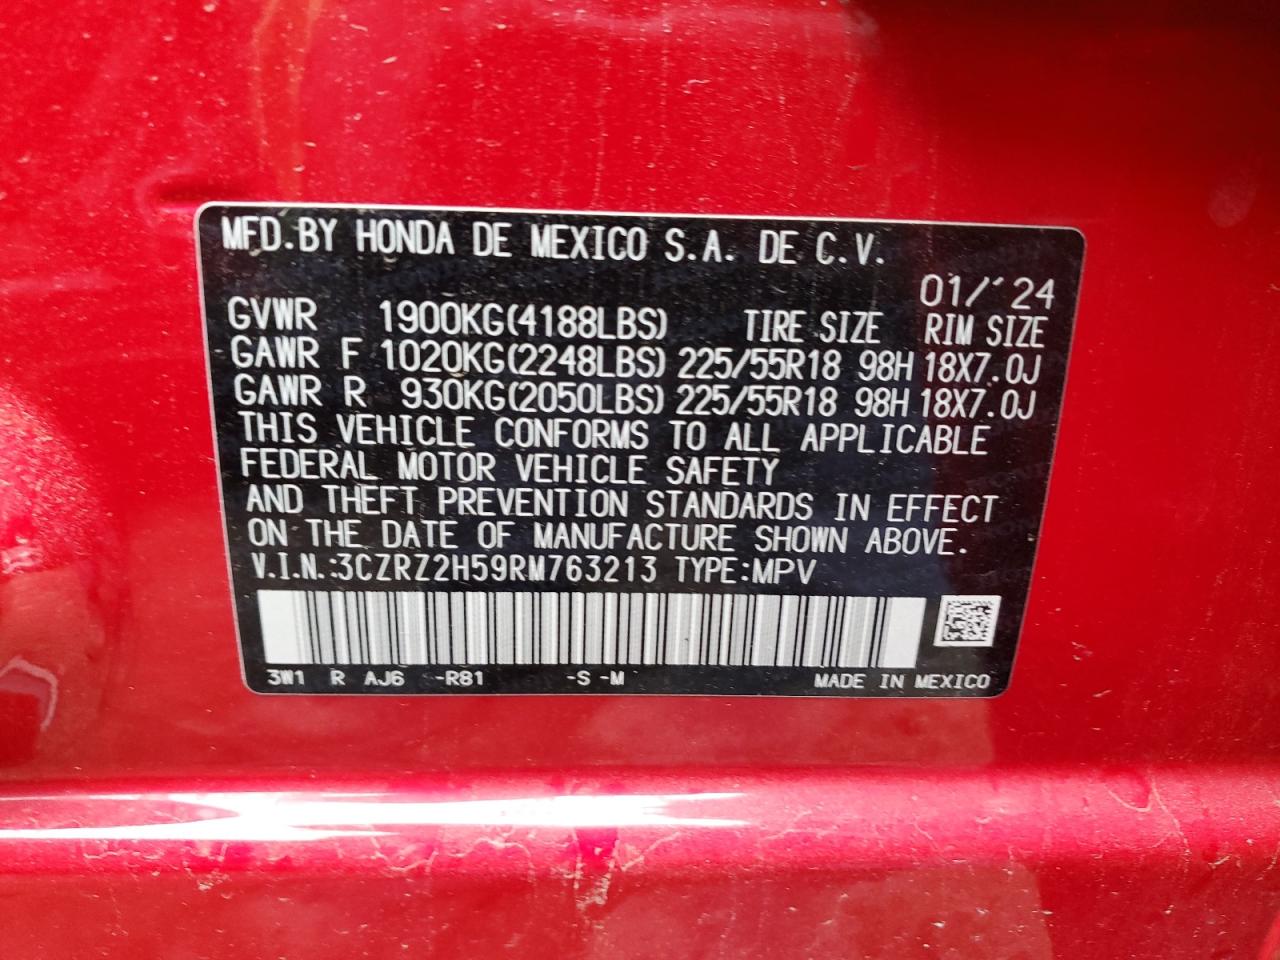 MFD.BY HONDA DE MEXICO S.A. DE C.V.
01/'24
GVWR 1900KG(4188LBS) TIRE SIZE RIM SIZE
GAWR F 1020KG(2248LBS) 225/55R18 98H 18X7.0J
GAWR R 930KG(2050LBS) 225/55R18 98H 18X7.0J
THIS VEHICLE CONFORMS TO ALL APPLICABLE
FEDERAL MOTOR VEHICLE SAFETY
AND THEFT PREVENTION STANDARDS IN EFFECT
ON THE DATE OF MANUFACTURE SHOWN ABOVE.
V.I.N.:3CZRZ2H59RM763213 TYPE:MPV
3W1 R AJ6 -R81 -S -M MADE IN MEXICO